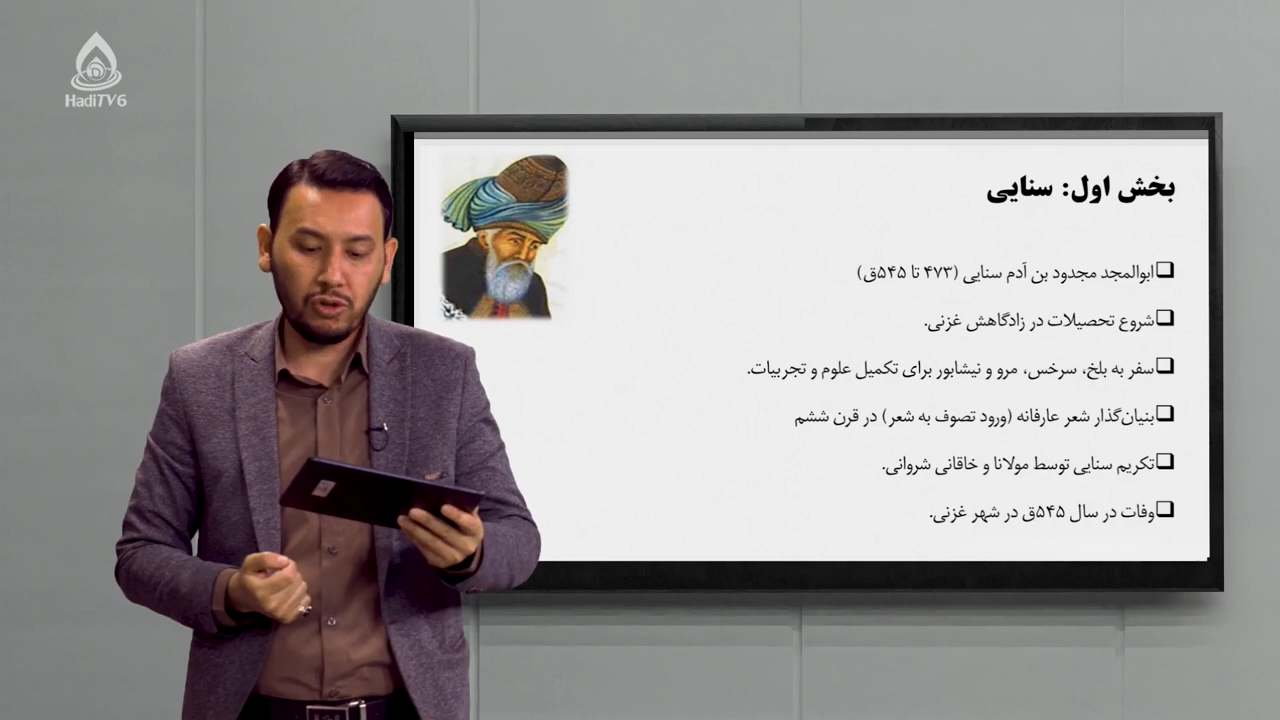 HadiTV6
بخش اول: سنایی
ابوالمجد مجدود بن آدم سنایی (۴۷۳ تا ۵۴۵ق)
شروع تحصیلات در زادگاهش غزنی.
سفر به بلخ، سرخس، مرو و نیشابور برای تکمیل علوم و تجربیات.
بنیان‌گذار شعر عارفانه (ورود تصوف به شعر) در قرن ششم
تکریم سنایی توسط مولانا و خاقانی شروانی.
وفات در سال ۵۴۵ق در شهر غزنی.